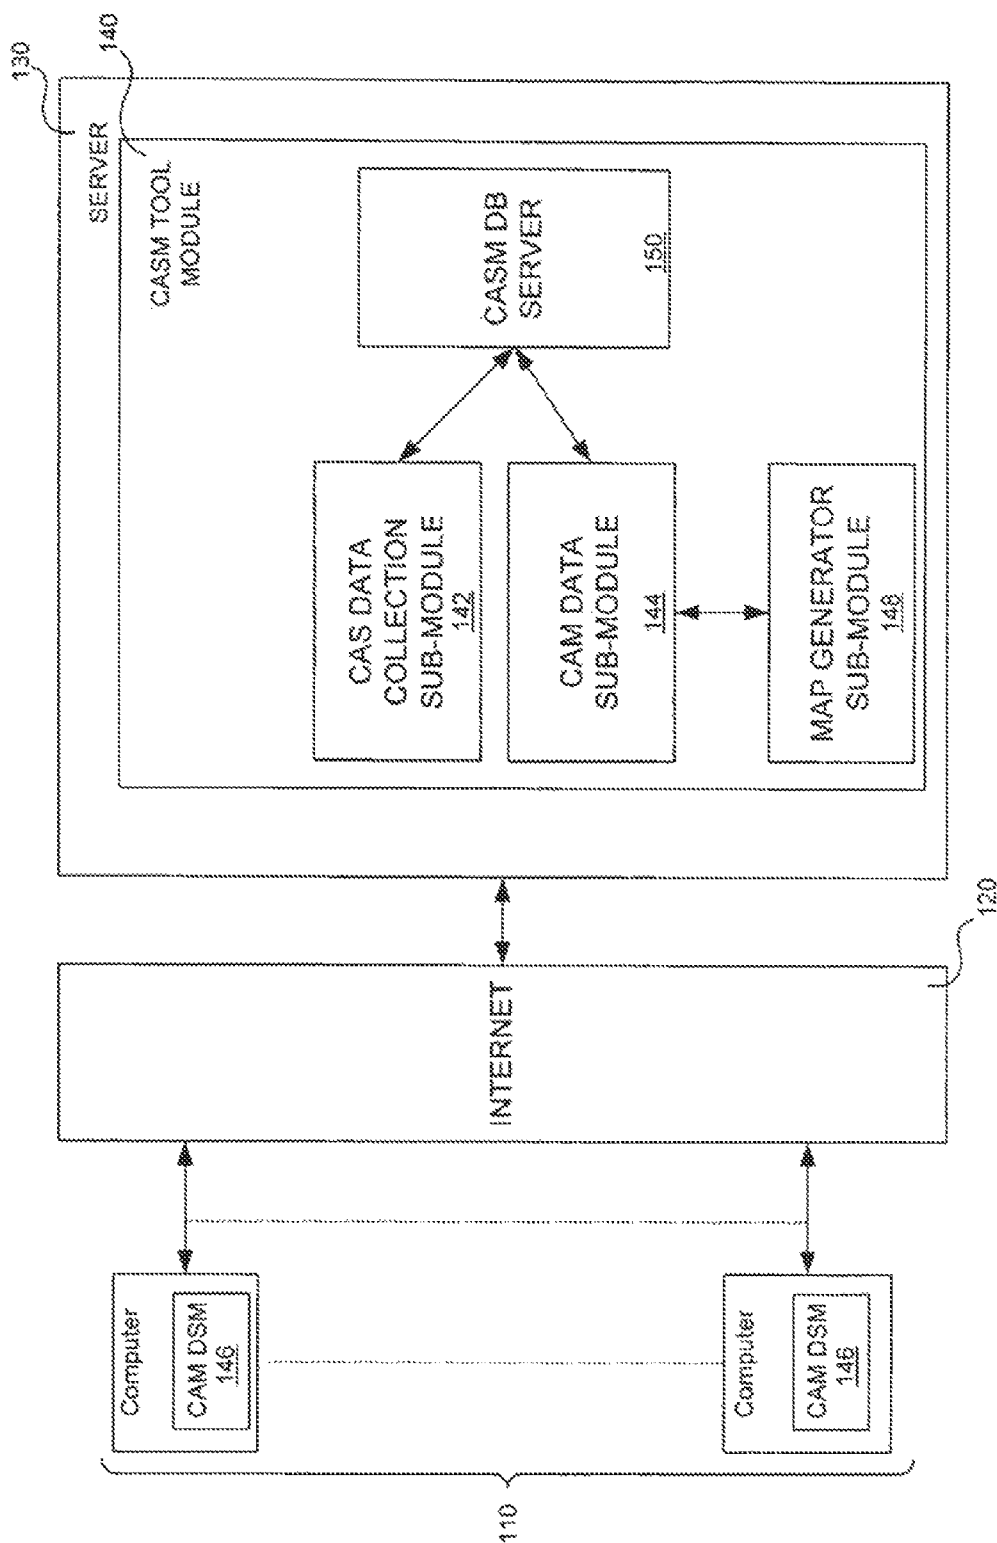 110
Computer
CAM DSM
146
Computer
CAM DSM
146
INTERNET
120
SERVER
130
CASM TOOL
MODULE
140
CAS DATA
COLLECTION
SUB-MODULE
142
CAM DATA
SUB-MODULE
144
MAP GENERATOR
SUB-MODULE
148
CASM DB
SERVER
150